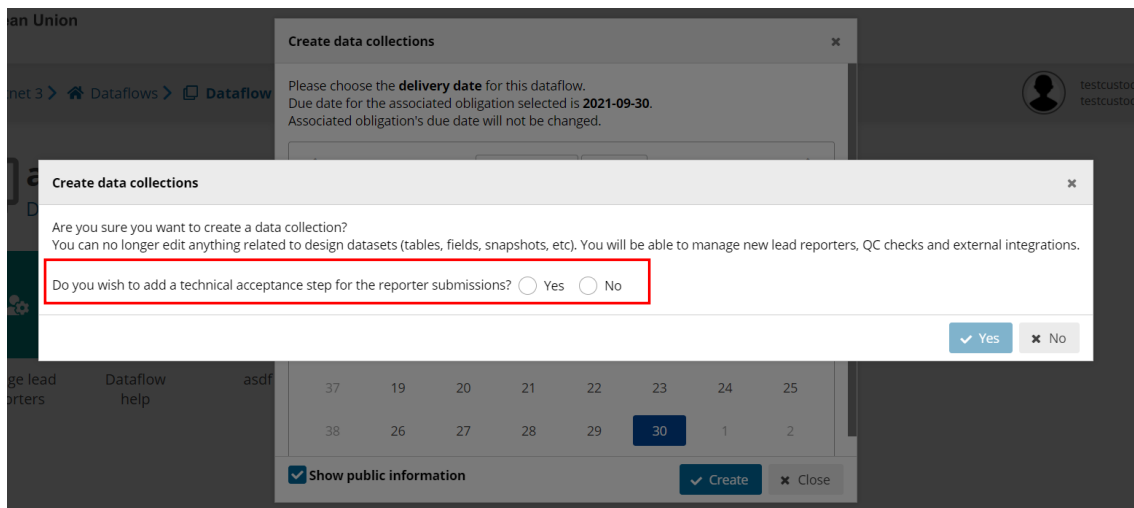 ean Union
Create data collections
net 3 > Dataflows > Dataflow
testcustod
testcustod
Please choose the delivery date for this dataflow.
Due date for the associated obligation selected is 2021-09-30.
Associated obligation's due date will not be changed.
Create data collections
Are you sure you want to create a data collection?
You can no longer edit anything related to design datasets (tables, fields, snapshots, etc). You will be able to manage new lead reporters, QC checks and external integrations.
Do you wish to add a technical acceptance step for the reporter submissions? Yes No
Yes No
ge lead
orters
Dataflow
help
asdf
37 19 20 21 22 23 24 25
38 26 27 28 29 30 1 2
Show public information
Create Close